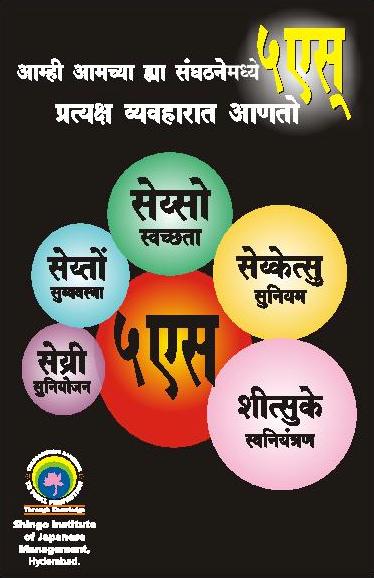 आम्ही आमच्या ह्या संघठनेमध्ये ५एस्
प्रत्यक्ष व्यवहारात आणतो
सेय्सो
स्वच्छता
सेय्तों
सुव्यवस्था
सेय्केत्सु
सुनियम
५एस
सेय्री
सुनियोजन
शीत्सुके
स्वनियंत्रण
Through Knowledge
Shingo Institute
of Japanese
Management,
Hyderabad.